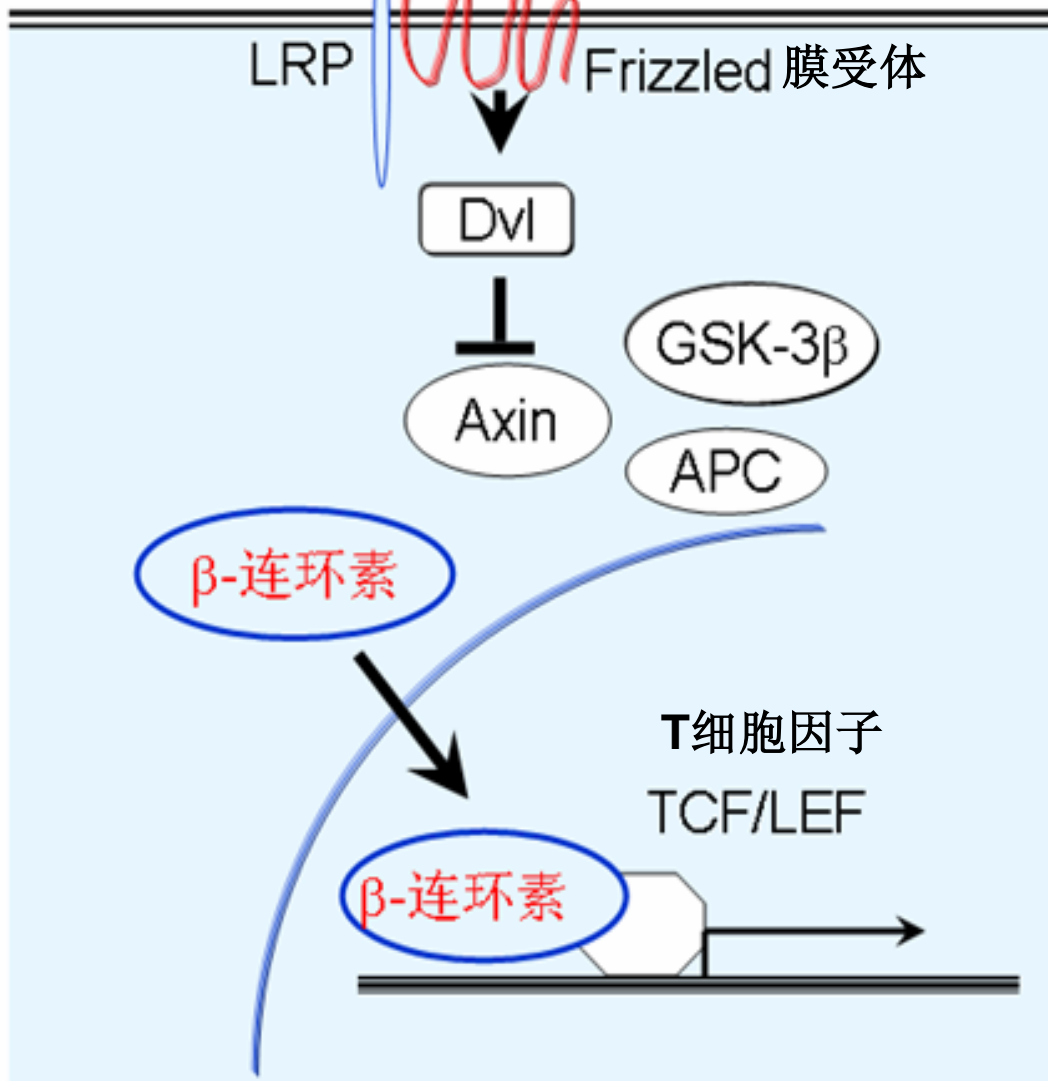 LRP
Frizzled 膜受体
Dvl
GSK-3β
Axin
APC
β-连环素
T细胞因子
TCF/LEF
β-连环素